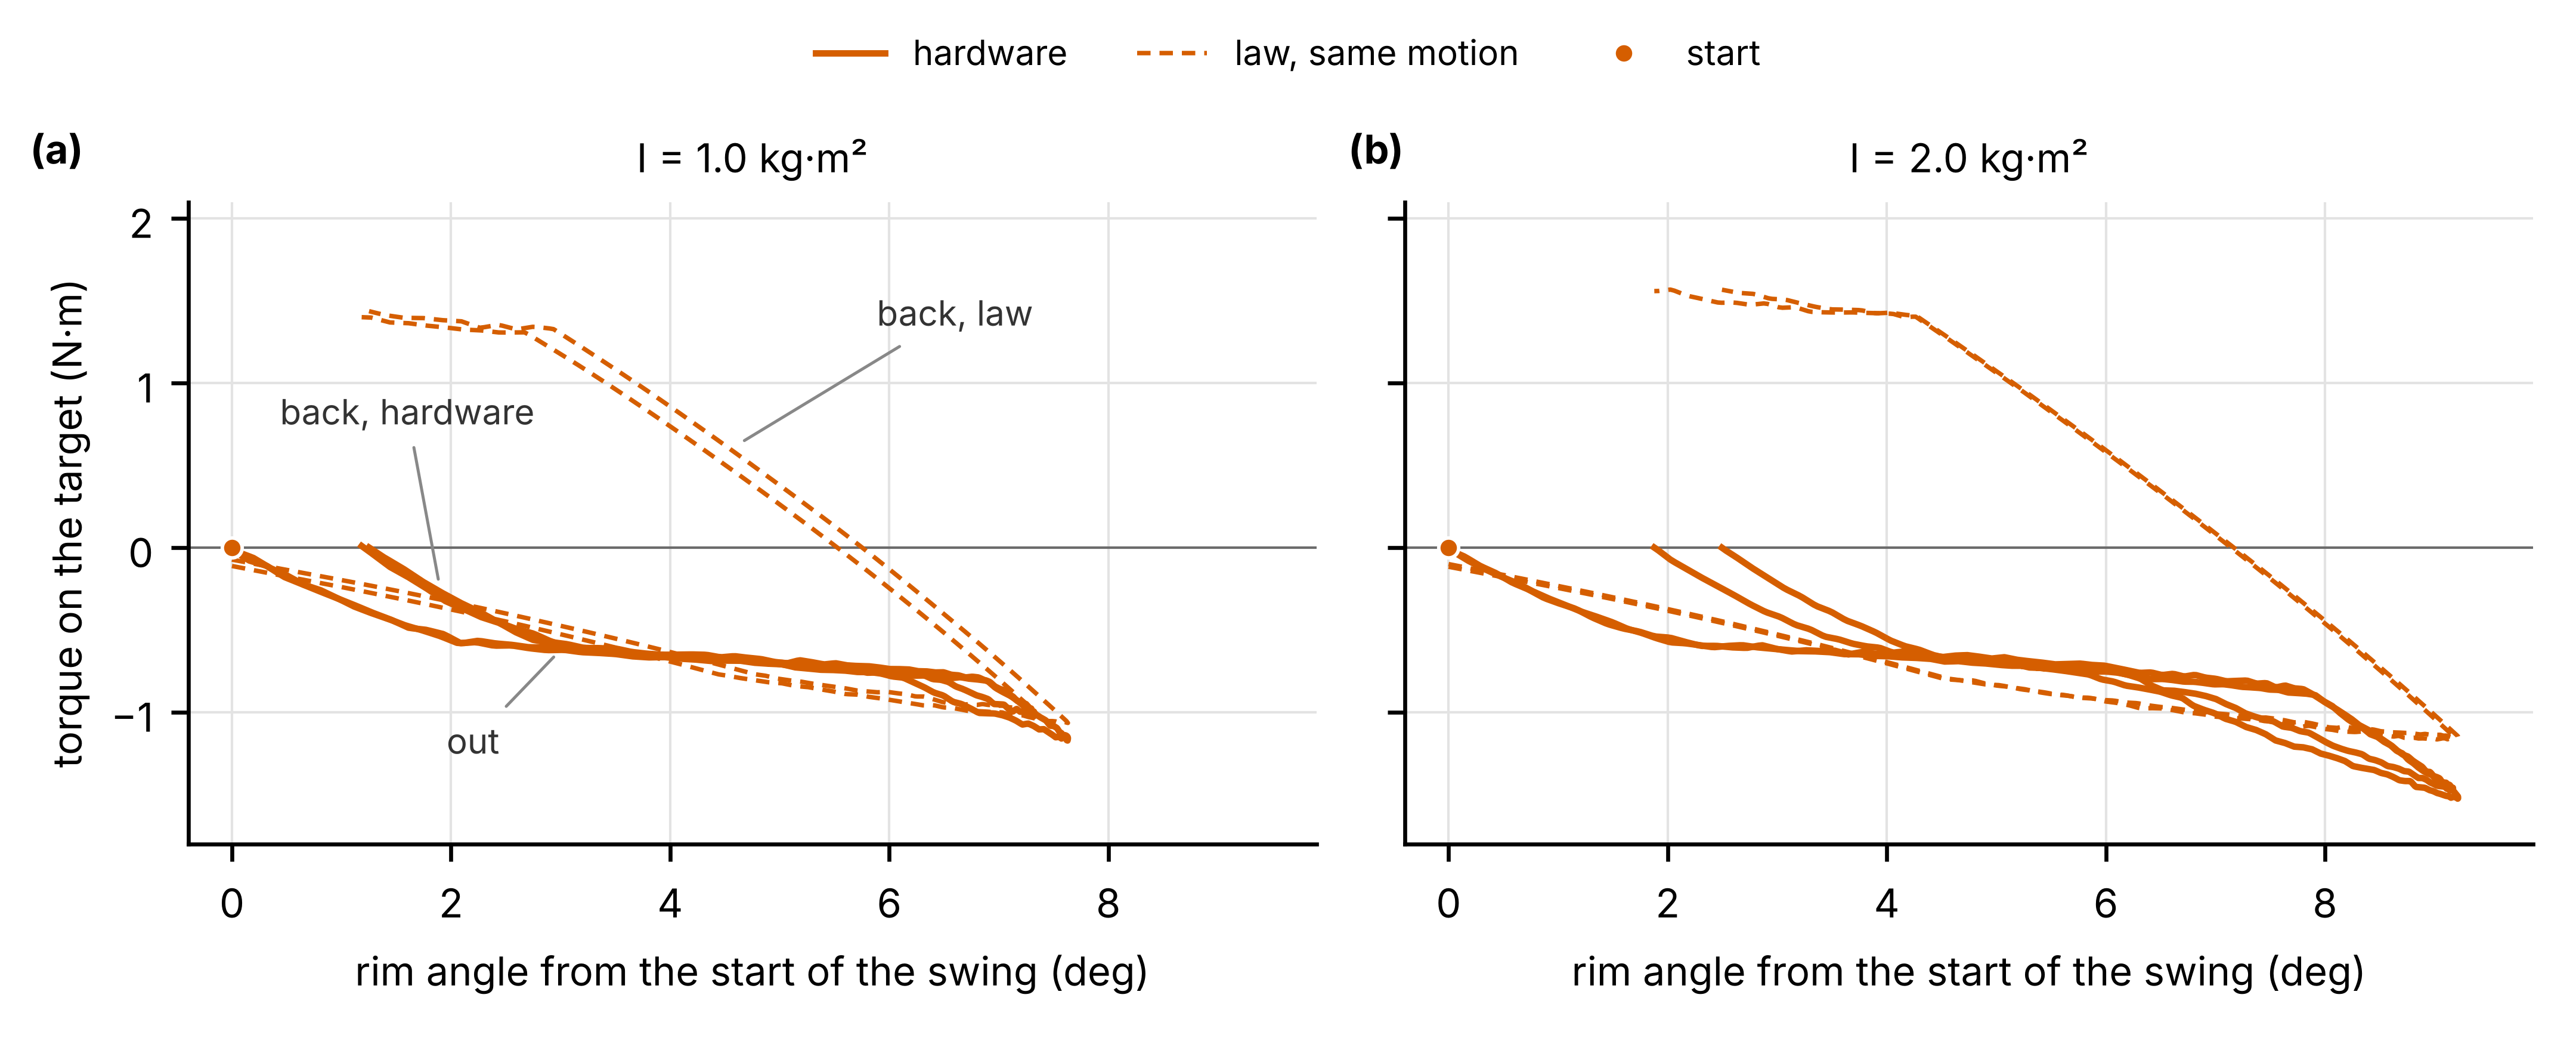 hardware
law, same motion
start
(a)
I = 1.0 kg·m²
(b)
I = 2.0 kg·m²
torque on the target (N·m)
2
1
0
−1
back, law
back, hardware
out
0 2 4 6 8
0 2 4 6 8
rim angle from the start of the swing (deg)
rim angle from the start of the swing (deg)